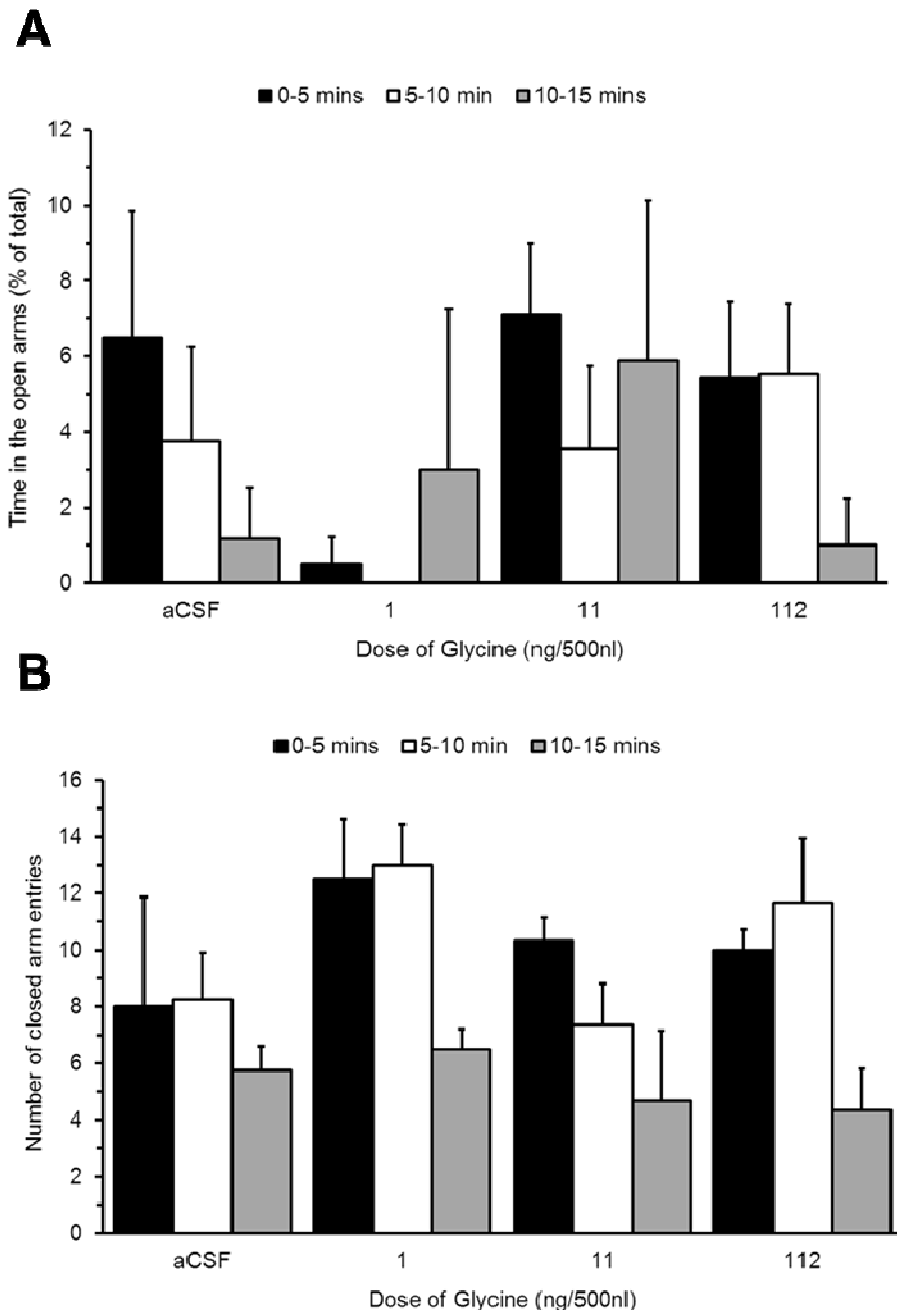 A
0-5 mins 5-10 min 10-15 mins
12
10
8
6
4
2
0
Time in the open arms (% of total)
aCSF 1 11 112
Dose of Glycine (ng/500nl)
B
0-5 mins 5-10 min 10-15 mins
16
14
12
10
8
6
4
2
0
Number of closed arm entries
aCSF 1 11 112
Dose of Glycine (ng/500nl)